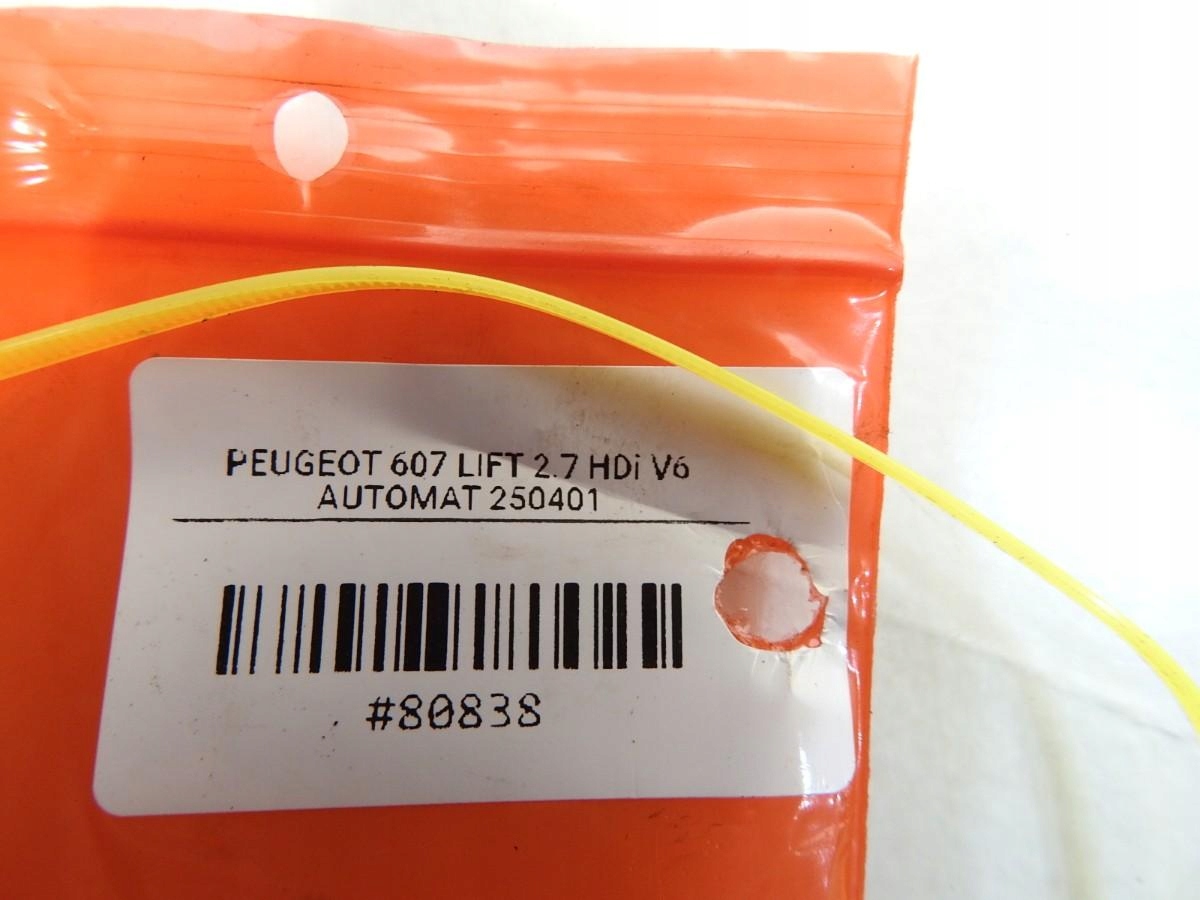 PEUGEOT 607 LIFT 2.7 HDi V6
AUTOMAT 250401
#80838